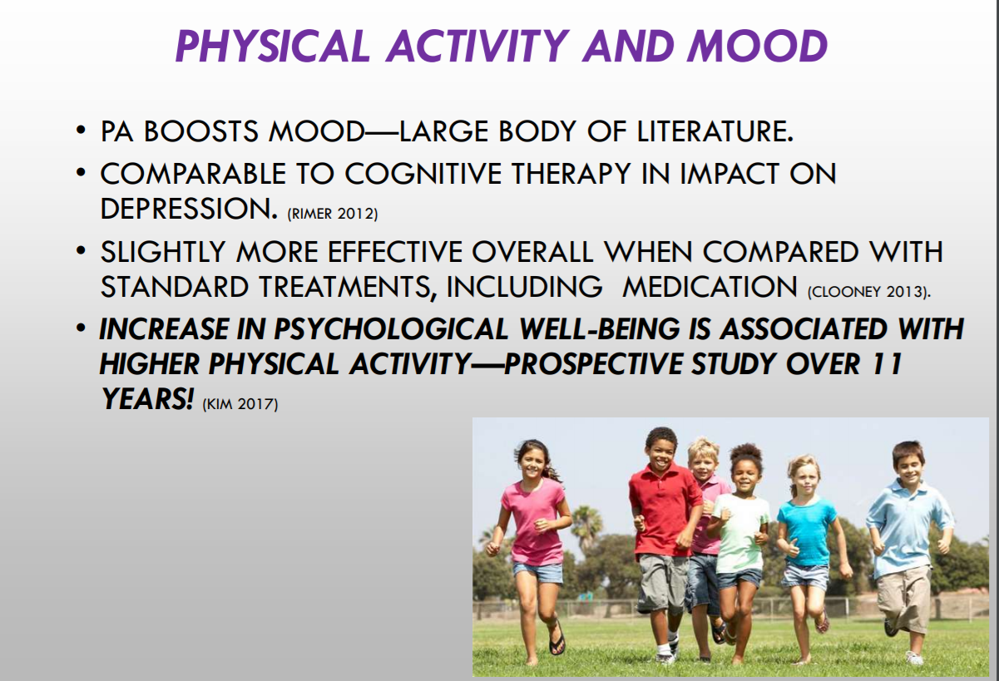 PHYSICAL ACTIVITY AND MOOD
• PA BOOSTS MOOD—LARGE BODY OF LITERATURE.
• COMPARABLE TO COGNITIVE THERAPY IN IMPACT ON
DEPRESSION. (RIMER 2012)
• SLIGHTLY MORE EFFECTIVE OVERALL WHEN COMPARED WITH
STANDARD TREATMENTS, INCLUDING  MEDICATION (CLOONEY 2013).
• INCREASE IN PSYCHOLOGICAL WELL-BEING IS ASSOCIATED WITH
HIGHER PHYSICAL ACTIVITY—PROSPECTIVE STUDY OVER 11
YEARS! (KIM 2017)